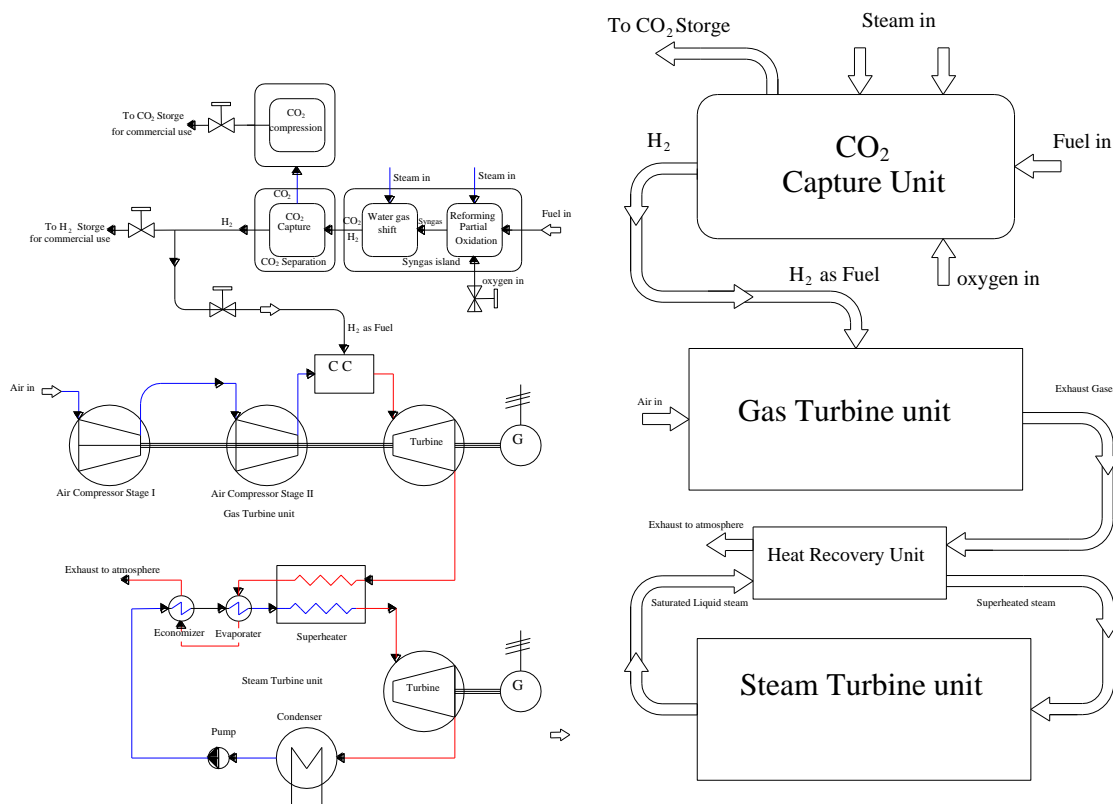 To CO₂ Storge
for commercial use
CO₂
compression
CO₂
Steam in
Steam in
To H₂ Storge
for commercial use
H₂
CO₂
Capture
CO₂ Separation
CO₂
H₂
Water gas
shift
Syngas
Reforming
Partial
Oxidation
Fuel in
Syngas island
oxygen in
H₂ as Fuel
C C
Air in
Turbine
G
Air Compressor Stage I
Air Compressor Stage II
Gas Turbine unit
Exhaust to atmosphere
Economizer
Evaporater
Superheater
Steam Turbine unit
Turbine
G
Condenser
Pump
To CO₂ Storge
Steam in
H₂
CO₂
Capture Unit
Fuel in
oxygen in
H₂ as Fuel
Air in
Gas Turbine unit
Exhaust Gase
Exhaust to atmosphere
Heat Recovery Unit
Saturated Liquid steam
Superheated steam
Steam Turbine unit